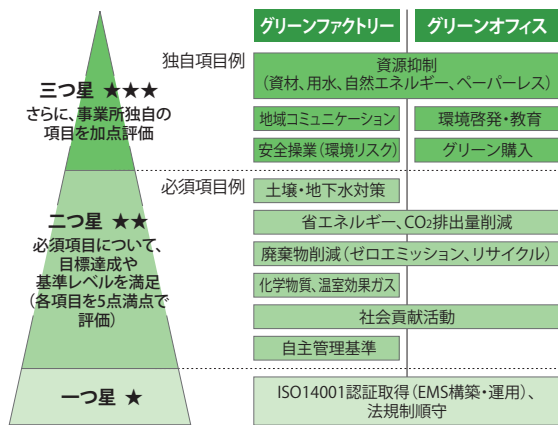 グリーンファクトリー
グリーンオフィス
独自項目例
資源抑制
(資材、用水、自然エネルギー、ペーパーレス)
三つ星 ★★★
さらに、事業所独自の
項目を加点評価
地域コミュニケーション
環境啓発・教育
安全操業(環境リスク)
グリーン購入
必須項目例
土壌・地下水対策
二つ星 ★★
必須項目について、
目標達成や
基準レベルを満足
(各項目を5点満点で
評価)
省エネルギー、CO₂排出量削減
廃棄物削減(ゼロエミッション、リサイクル)
化学物質、温室効果ガス
社会貢献活動
自主管理基準
一つ星 ★
ISO14001認証取得(EMS構築・運用)、
法規制順守